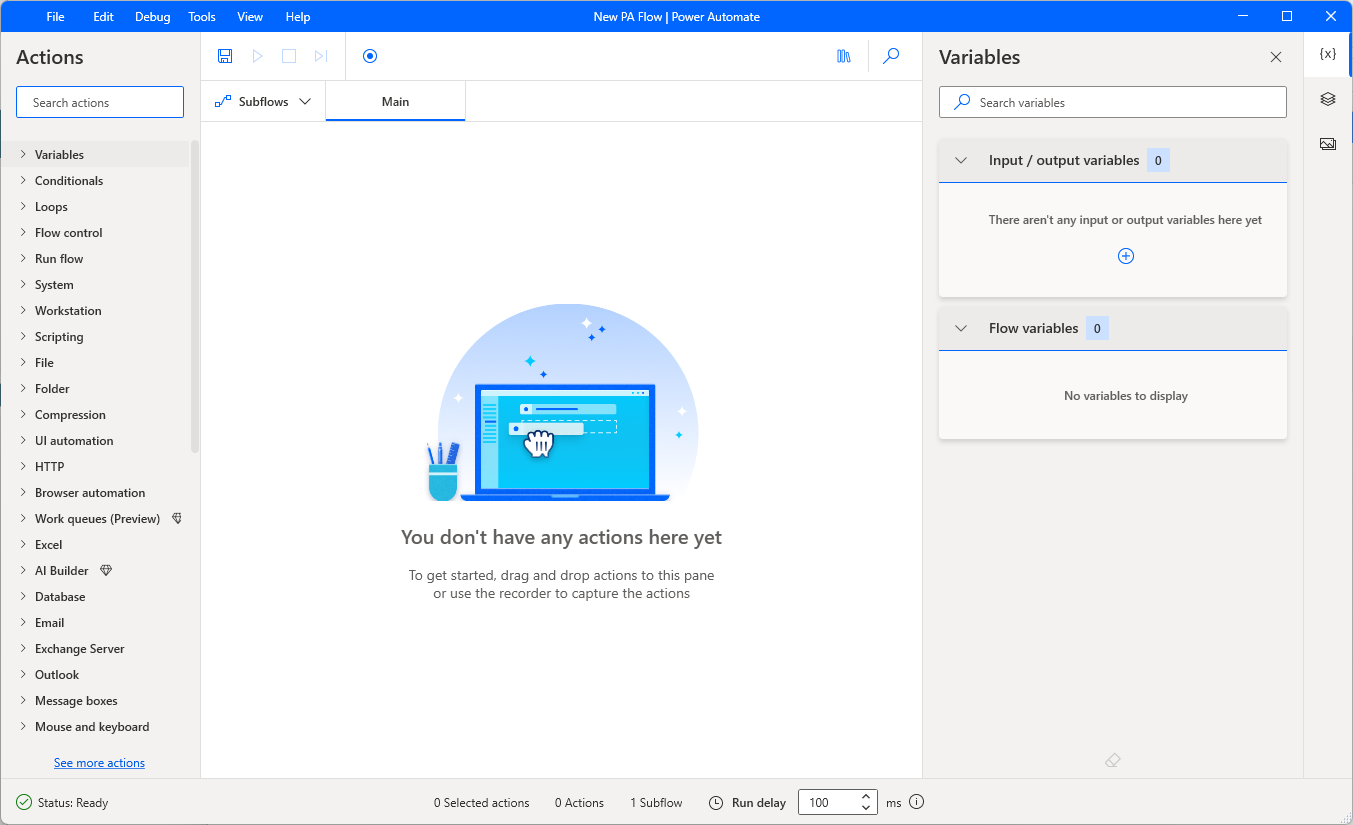 File Edit Debug Tools View Help New PA Flow | Power Automate
Actions
Search actions
Variables
Conditionals
Loops
Flow control
Run flow
System
Workstation
Scripting
File
Folder
Compression
UI automation
HTTP
Browser automation
Work queues (Preview)
Excel
AI Builder
Database
Email
Exchange Server
Outlook
Message boxes
Mouse and keyboard
See more actions
Subflows Main
You don't have any actions here yet
To get started, drag and drop actions to this pane
or use the recorder to capture the actions
Variables
Search variables
Input / output variables 0
There aren't any input or output variables here yet
Flow variables 0
No variables to display
{x}
Status: Ready 0 Selected actions 0 Actions 1 Subflow Run delay 100 ms